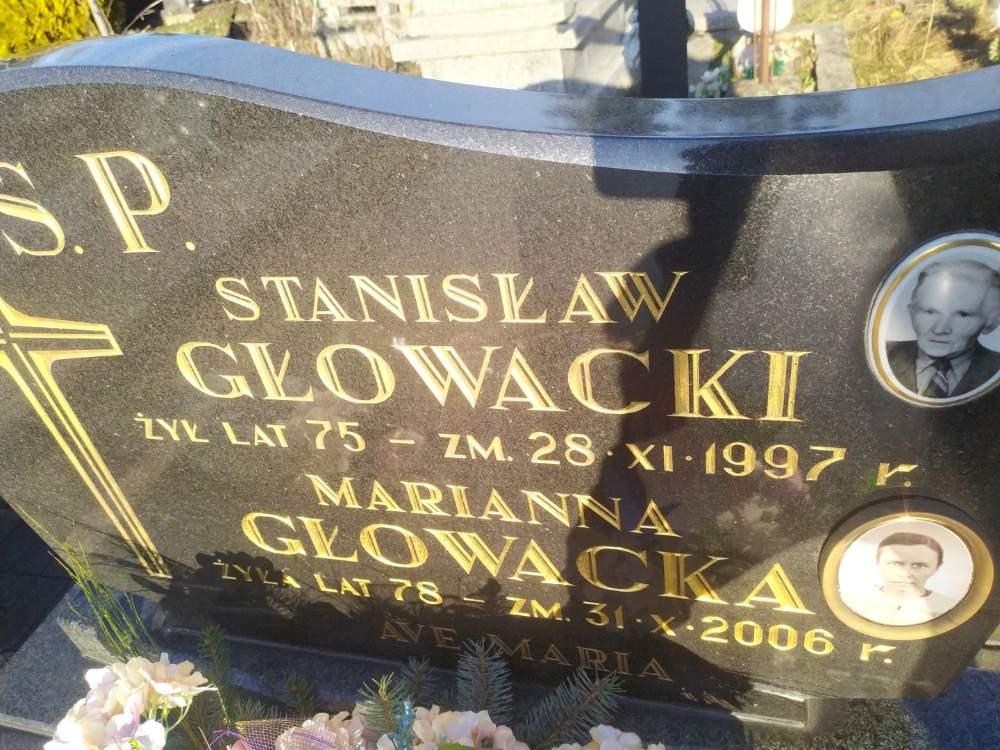 S. P.
STANISŁAW
GŁOWACKI
ŻYŁ LAT 75 – ZM. 28·XI·1997 r.
MARIANNA
GŁOWACKA
ŻYŁA LAT 78 – ZM. 31·X·2006 r.
AVE MARIA